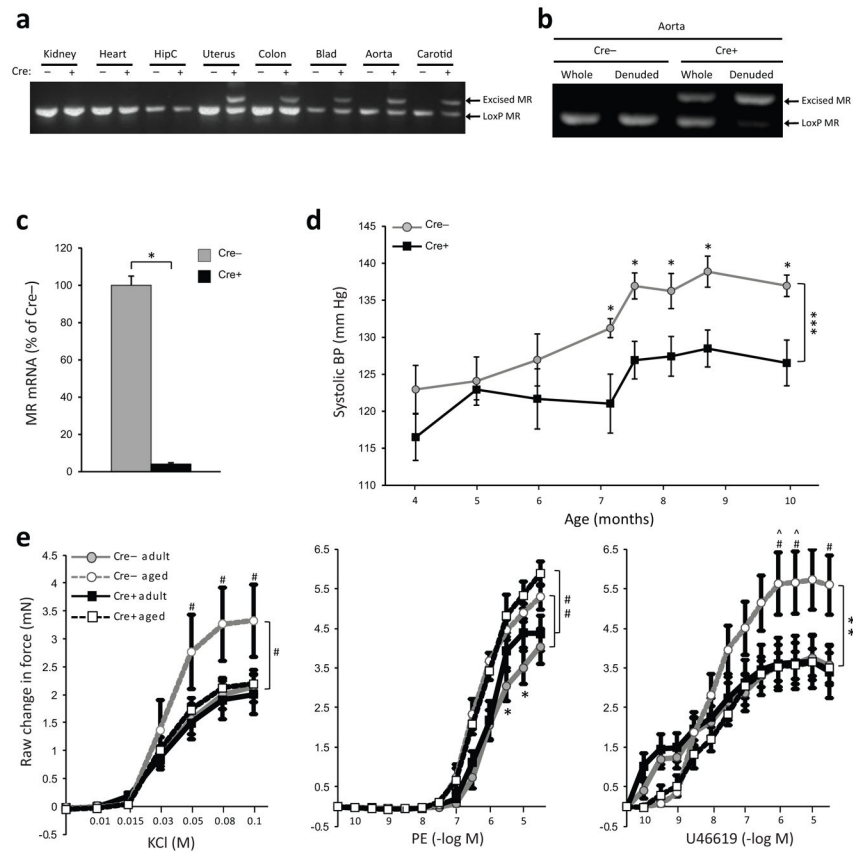 a
Kidney Heart HipC Uterus Colon Blad Aorta Carotid
Cre: – + – + – + – + – + – + – + – +
Excised MR
LoxP MR
b
Aorta
Cre– Cre+
Whole Denuded Whole Denuded
Excised MR
LoxP MR
c
MR mRNA (% of Cre–)
120
100
80
60
40
20
0
*
Cre–
Cre+
d
Systolic BP (mm Hg)
145
140
135
130
125
120
115
110
Cre–
Cre+
* * * * *
***
4 5 6 7 8 9 10
Age (months)
e
Raw change in force (mN)
4.5
4
3.5
3
2.5
2
1.5
1
0.5
0
-0.5
Cre– adult
Cre– aged
Cre+ adult
Cre+ aged
# # #
#
0.01 0.015 0.03 0.05 0.08 0.1
KCl (M)
6.5
5.5
4.5
3.5
2.5
1.5
0.5
-0.5
#
#
* *
10 9 8 7 6 5
PE (-log M)
6.5
5.5
4.5
3.5
2.5
1.5
0.5
-0.5
^ ^
# # #
**
10 9 8 7 6 5
U46619 (-log M)